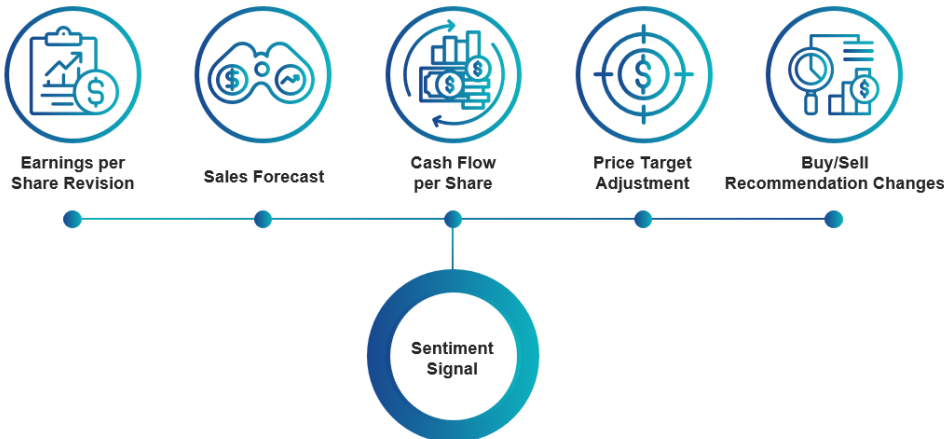 Earnings per
Share Revision
Sales Forecast
Cash Flow
per Share
Price Target
Adjustment
Buy/Sell
Recommendation Changes
Sentiment
Signal